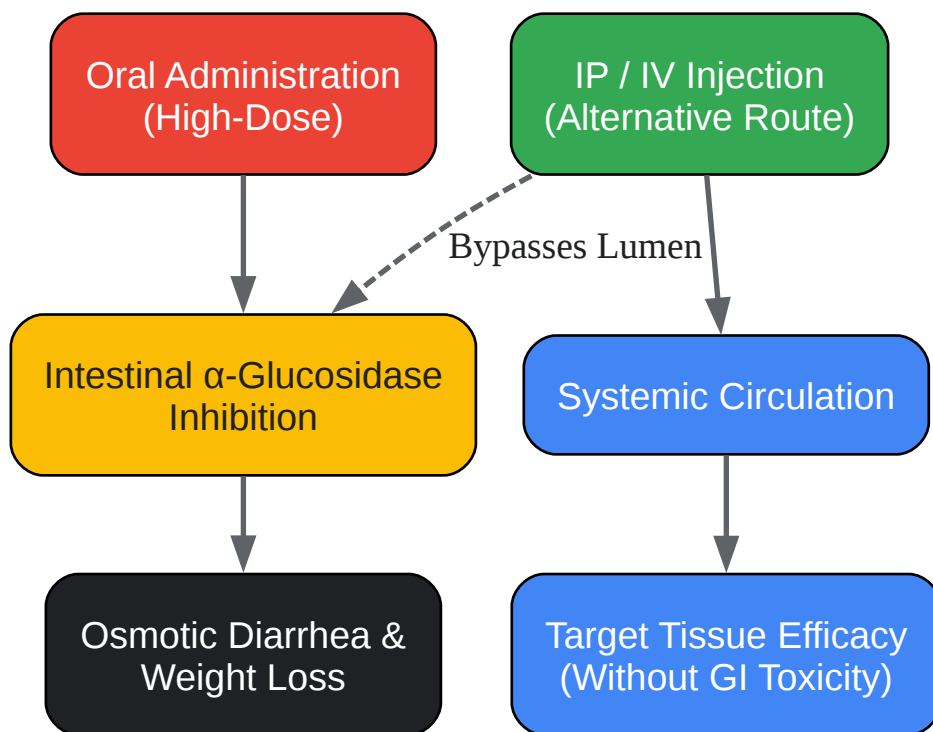 Oral Administration
(High-Dose)
IP / IV Injection
(Alternative Route)
Bypasses Lumen
Intestinal α-Glucosidase
Inhibition
Systemic Circulation
Osmotic Diarrhea &
Weight Loss
Target Tissue Efficacy
(Without GI Toxicity)